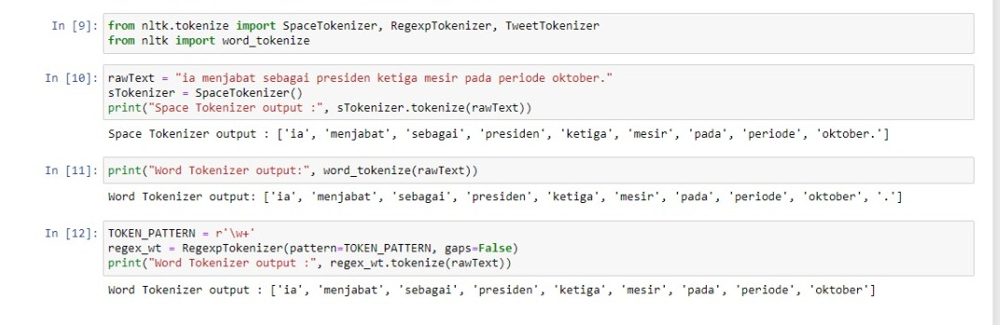 In [9]: from nltk.tokenize import SpaceTokenizer, RegexpTokenizer, TweetTokenizer
from nltk import word_tokenize
In [10]: rawText = "ia menjabat sebagai presiden ketiga mesir pada periode oktober."
sTokenizer = SpaceTokenizer()
print("Space Tokenizer output :", sTokenizer.tokenize(rawText))
Space Tokenizer output : ['ia', 'menjabat', 'sebagai', 'presiden', 'ketiga', 'mesir', 'pada', 'periode', 'oktober.']
In [11]: print("Word Tokenizer output:", word_tokenize(rawText))
Word Tokenizer output: ['ia', 'menjabat', 'sebagai', 'presiden', 'ketiga', 'mesir', 'pada', 'periode', 'oktober', '.']
In [12]: TOKEN_PATTERN = r'\w+'
regex_wt = RegexpTokenizer(pattern=TOKEN_PATTERN, gaps=False)
print("Word Tokenizer output :", regex_wt.tokenize(rawText))
Word Tokenizer output : ['ia', 'menjabat', 'sebagai', 'presiden', 'ketiga', 'mesir', 'pada', 'periode', 'oktober']